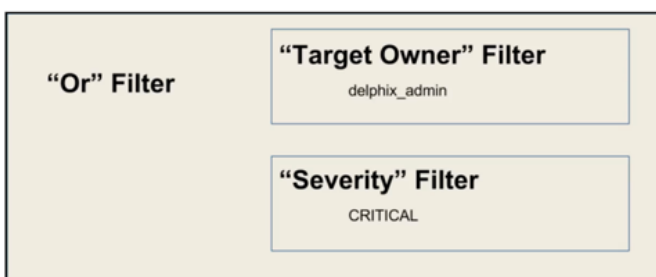 “Or” Filter
“Target Owner” Filter
delphix_admin
“Severity” Filter
CRITICAL